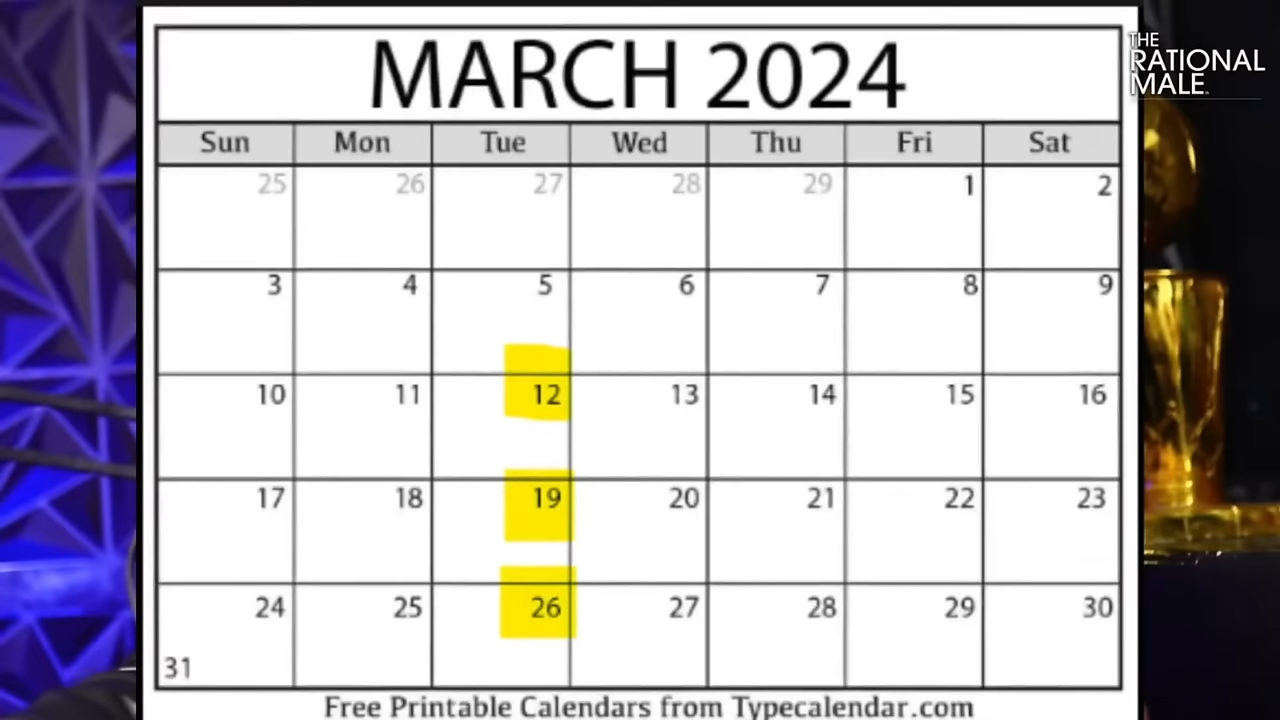 THE
RATIONAL
MALE
MARCH 2024
Sun Mon Tue Wed Thu Fri Sat
25 26 27 28 29 1 2
3 4 5 6 7 8 9
10 11 12 13 14 15 16
17 18 19 20 21 22 23
24 25 26 27 28 29 30
31
Free Printable Calendars from Typecalendar.com